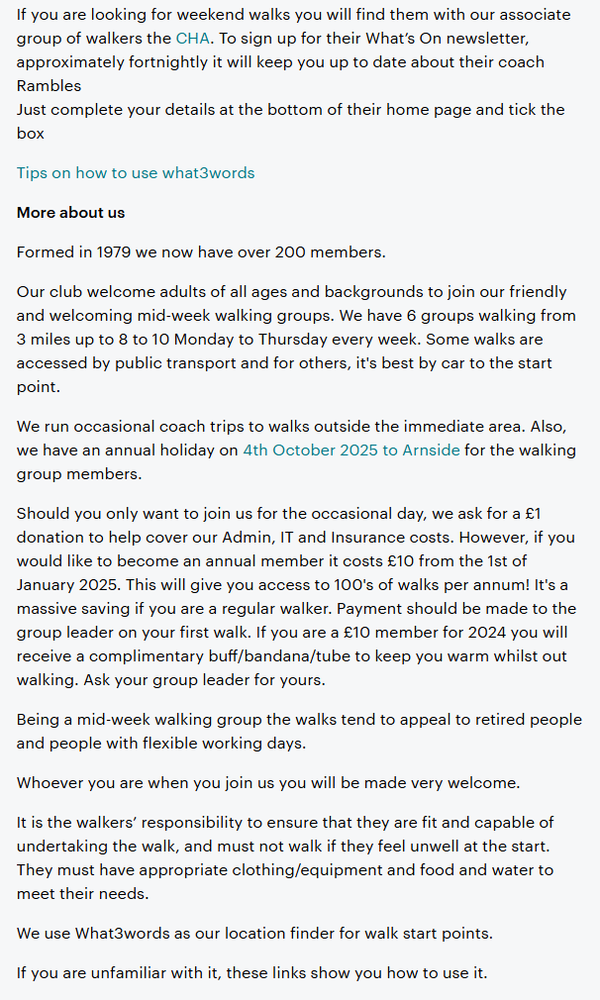 If you are looking for weekend walks you will find them with our associate
group of walkers the CHA. To sign up for their What’s On newsletter,
approximately fortnightly it will keep you up to date about their coach
Rambles
Just complete your details at the bottom of their home page and tick the
box
Tips on how to use what3words
More about us
Formed in 1979 we now have over 200 members.
Our club welcome adults of all ages and backgrounds to join our friendly
and welcoming mid-week walking groups. We have 6 groups walking from
3 miles up to 8 to 10 Monday to Thursday every week. Some walks are
accessed by public transport and for others, it's best by car to the start
point.
We run occasional coach trips to walks outside the immediate area. Also,
we have an annual holiday on 4th October 2025 to Arnside for the walking
group members.
Should you only want to join us for the occasional day, we ask for a £1
donation to help cover our Admin, IT and Insurance costs. However, if you
would like to become an annual member it costs £10 from the 1st of
January 2025. This will give you access to 100's of walks per annum! It's a
massive saving if you are a regular walker. Payment should be made to the
group leader on your first walk. If you are a £10 member for 2024 you will
receive a complimentary buff/bandana/tube to keep you warm whilst out
walking. Ask your group leader for yours.
Being a mid-week walking group the walks tend to appeal to retired people
and people with flexible working days.
Whoever you are when you join us you will be made very welcome.
It is the walkers’ responsibility to ensure that they are fit and capable of
undertaking the walk, and must not walk if they feel unwell at the start.
They must have appropriate clothing/equipment and food and water to
meet their needs.
We use What3words as our location finder for walk start points.
If you are unfamiliar with it, these links show you how to use it.